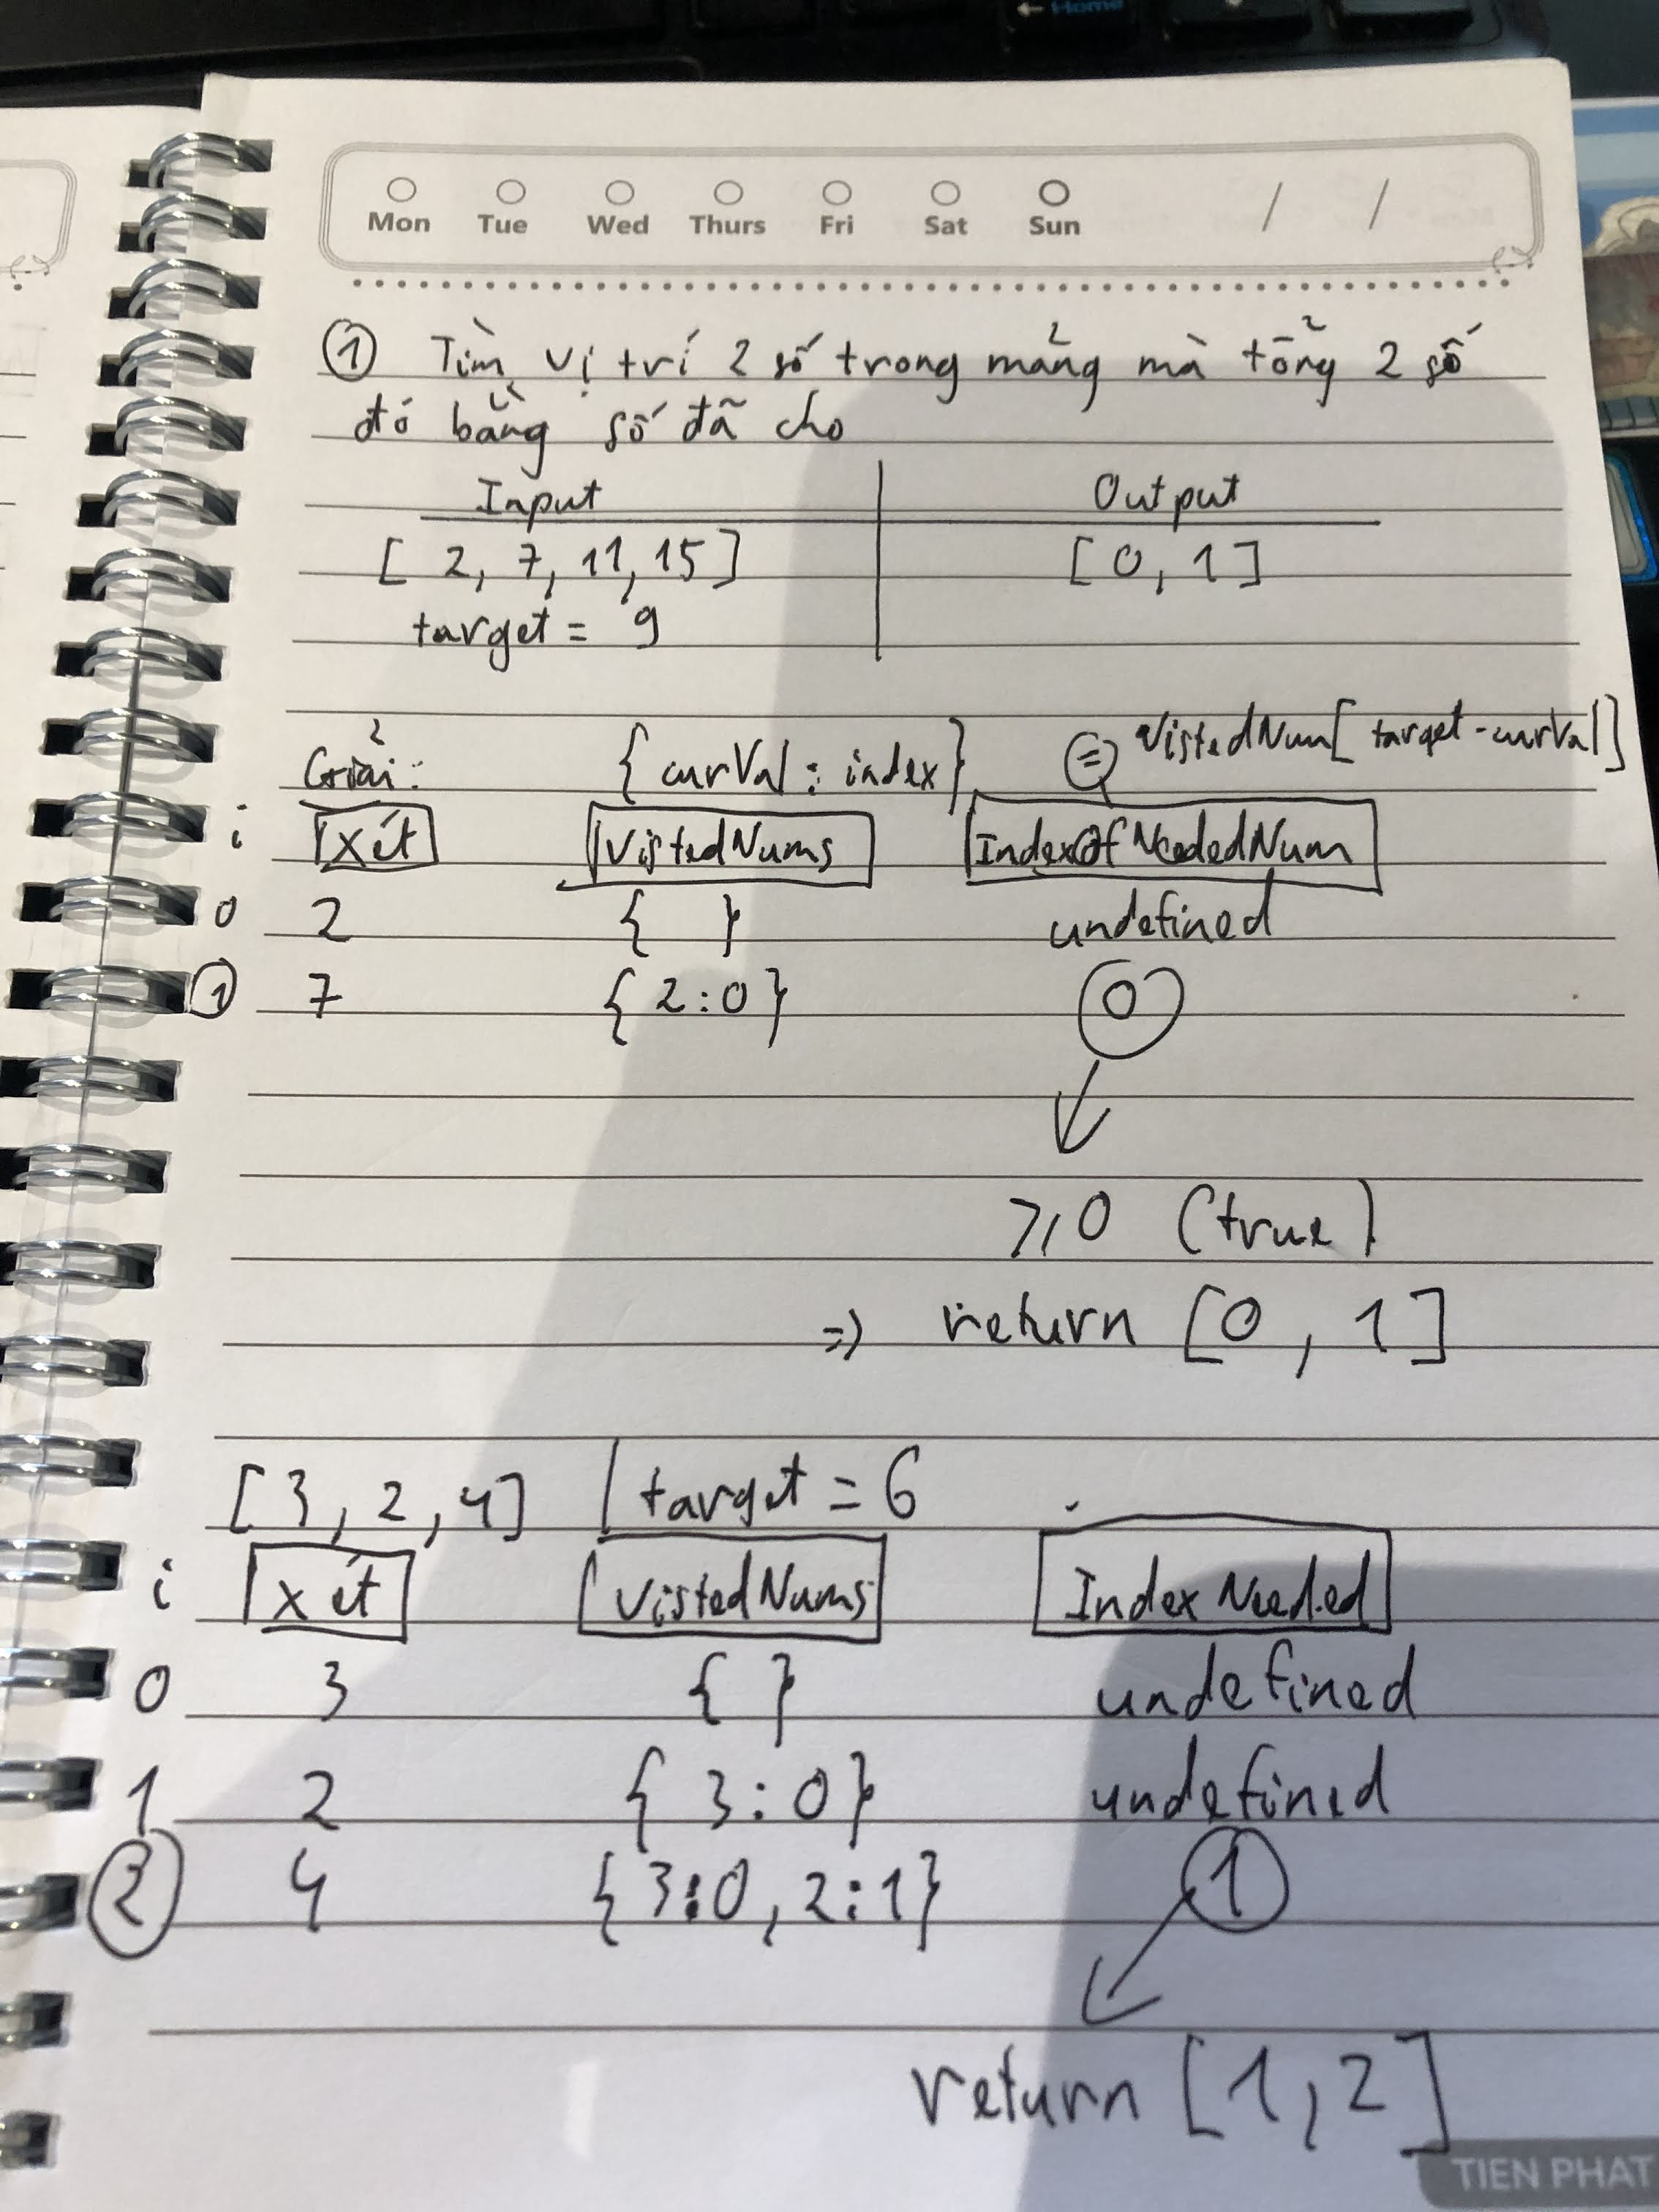 ← Home
Mon Tue Wed Thurs Fri Sat Sun / /
① Tìm vị trí 2 số trong mảng mà tổng 2 số
đó bằng số đã cho
Input Output
[ 2, 7, 11, 15 ] [ 0, 1 ]
target = 9
Giải: { curVal : index } = VistedNum[ target - curVal ]
i Xét VistedNums IndexOfNeededNum
0 2 { } undefined
① 7 { 2:0 } 0
≥ 0 (true)
=> return [ 0 , 1 ]
[ 3 , 2 , 4 ] | target = 6
i Xét VistedNums IndexNeeded
0 3 { } undefined
1 2 { 3:0 } undefined
② 4 { 3:0 , 2:1 } ①
return [ 1 , 2 ]
TIEN PHAT